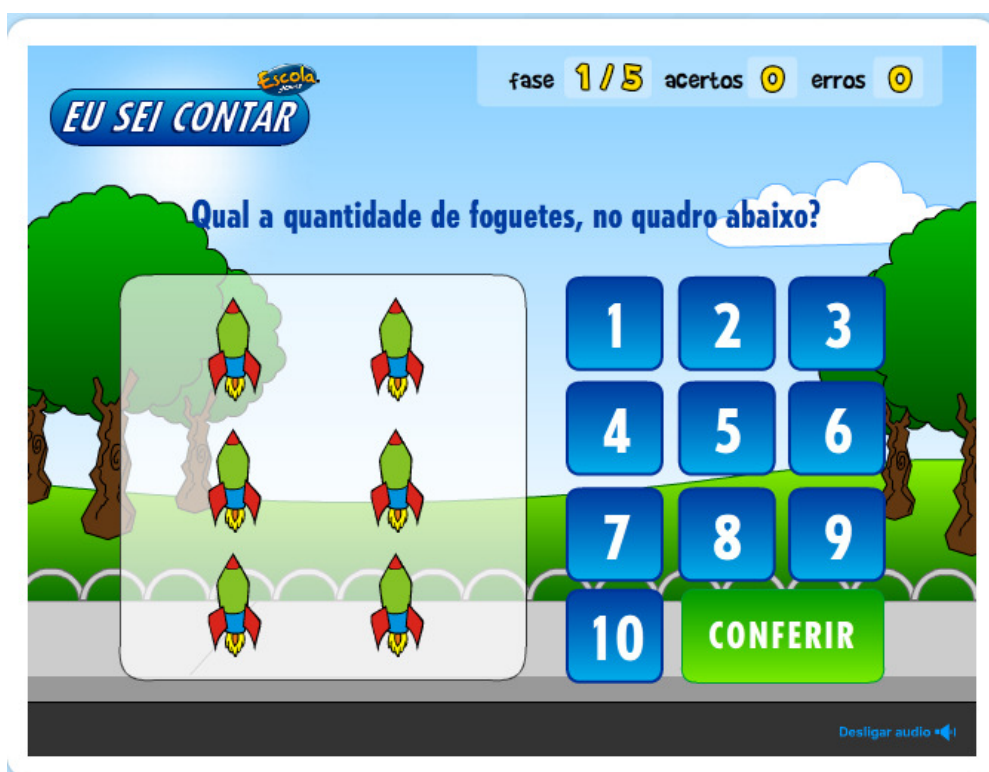 Escola
EU SEI CONTAR
fase 1/5 acertos 0 erros 0
Qual a quantidade de foguetes, no quadro abaixo?
1 2 3
4 5 6
7 8 9
10 CONFERIR
Desligar audio